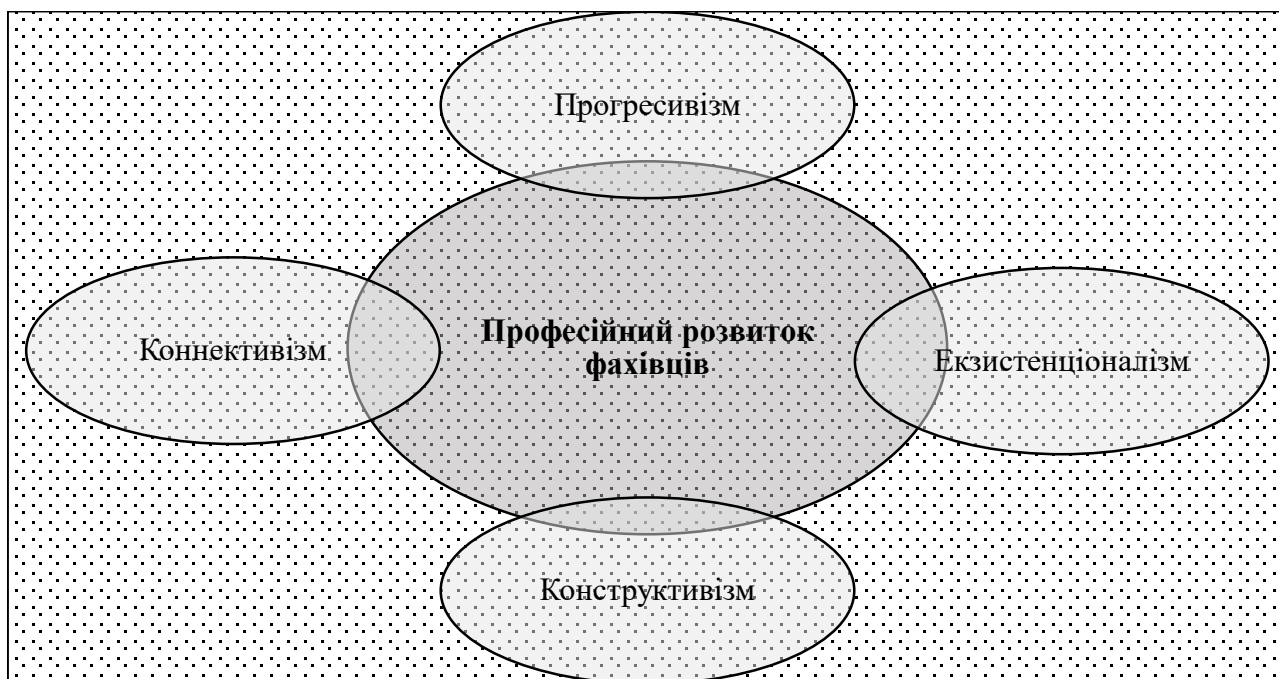 Прогресивізм
Коннективізм
Професійний розвиток
фахівців
Екзистенціоналізм
Конструктивізм